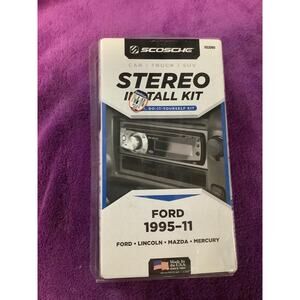 SCOSCHE
CAR / TRUCK / SUV
STEREO
INSTALL KIT
DO-IT-YOURSELF KIT
FORD
1995-11
FORD • LINCOLN • MAZDA • MERCURY
Made in
the U.S.A.